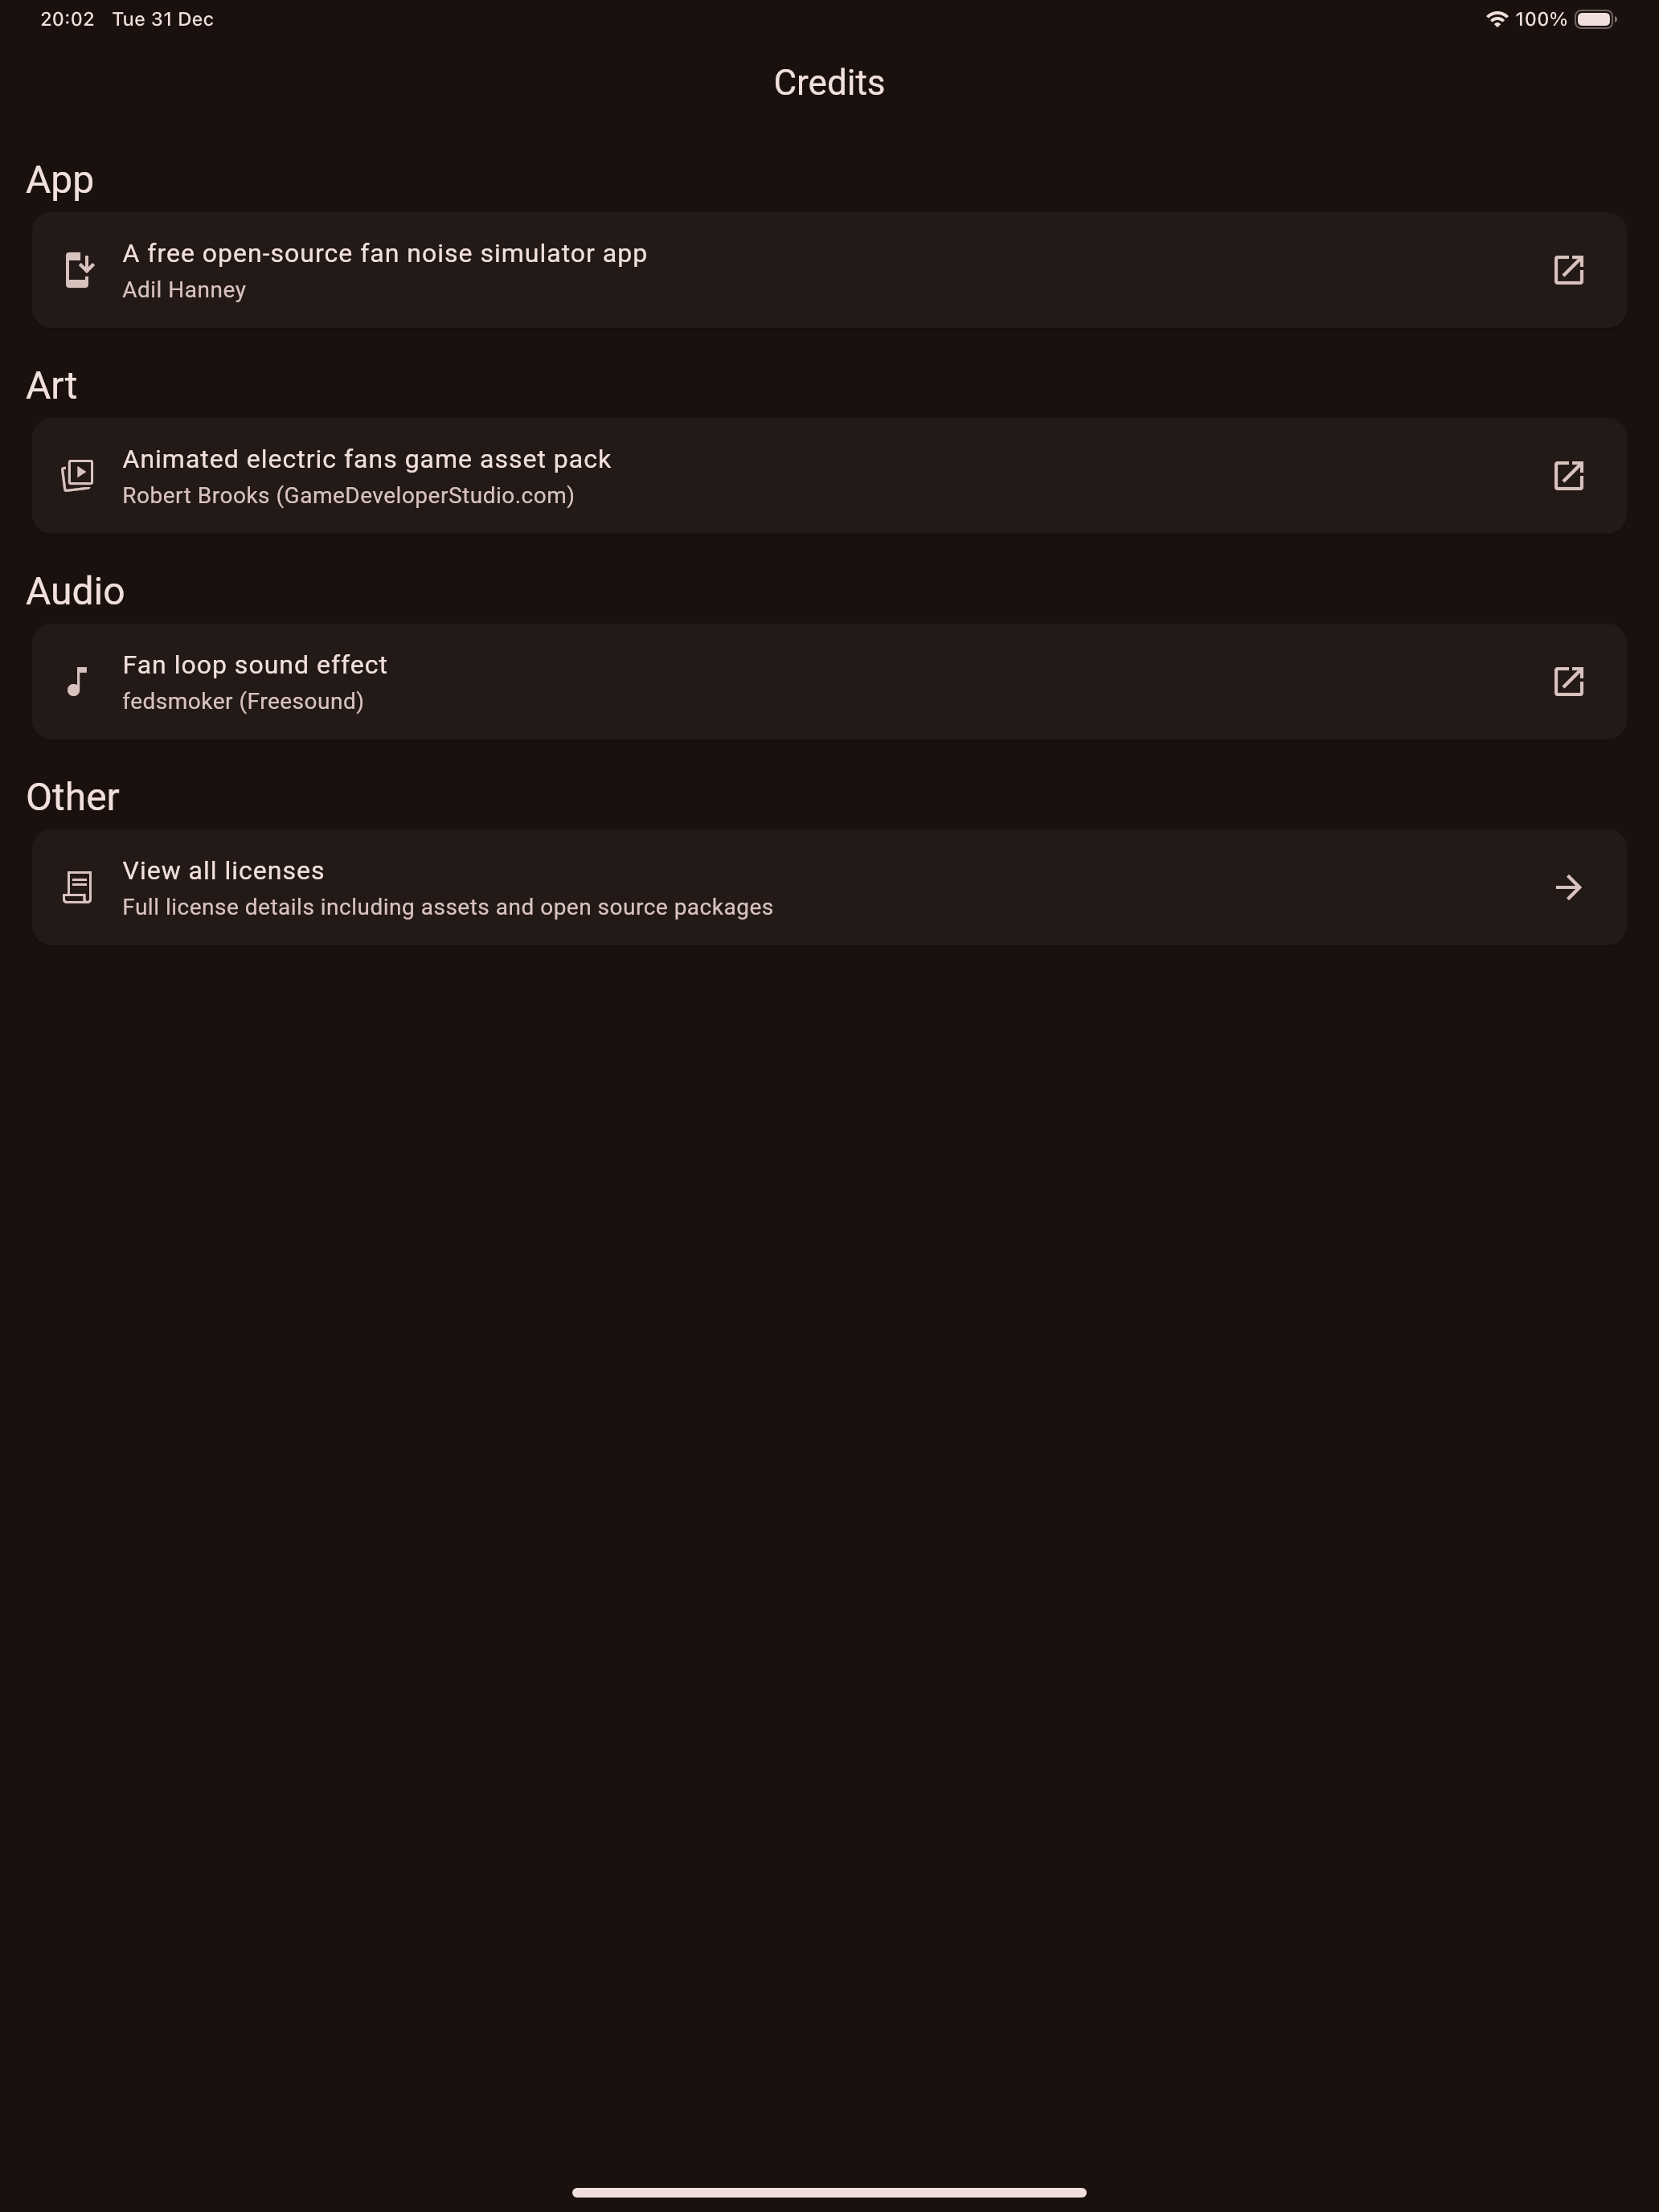 20:02 Tue 31 Dec 100%
Credits
App
A free open-source fan noise simulator app
Adil Hanney
Art
Animated electric fans game asset pack
Robert Brooks (GameDeveloperStudio.com)
Audio
Fan loop sound effect
fedsmoker (Freesound)
Other
View all licenses
Full license details including assets and open source packages